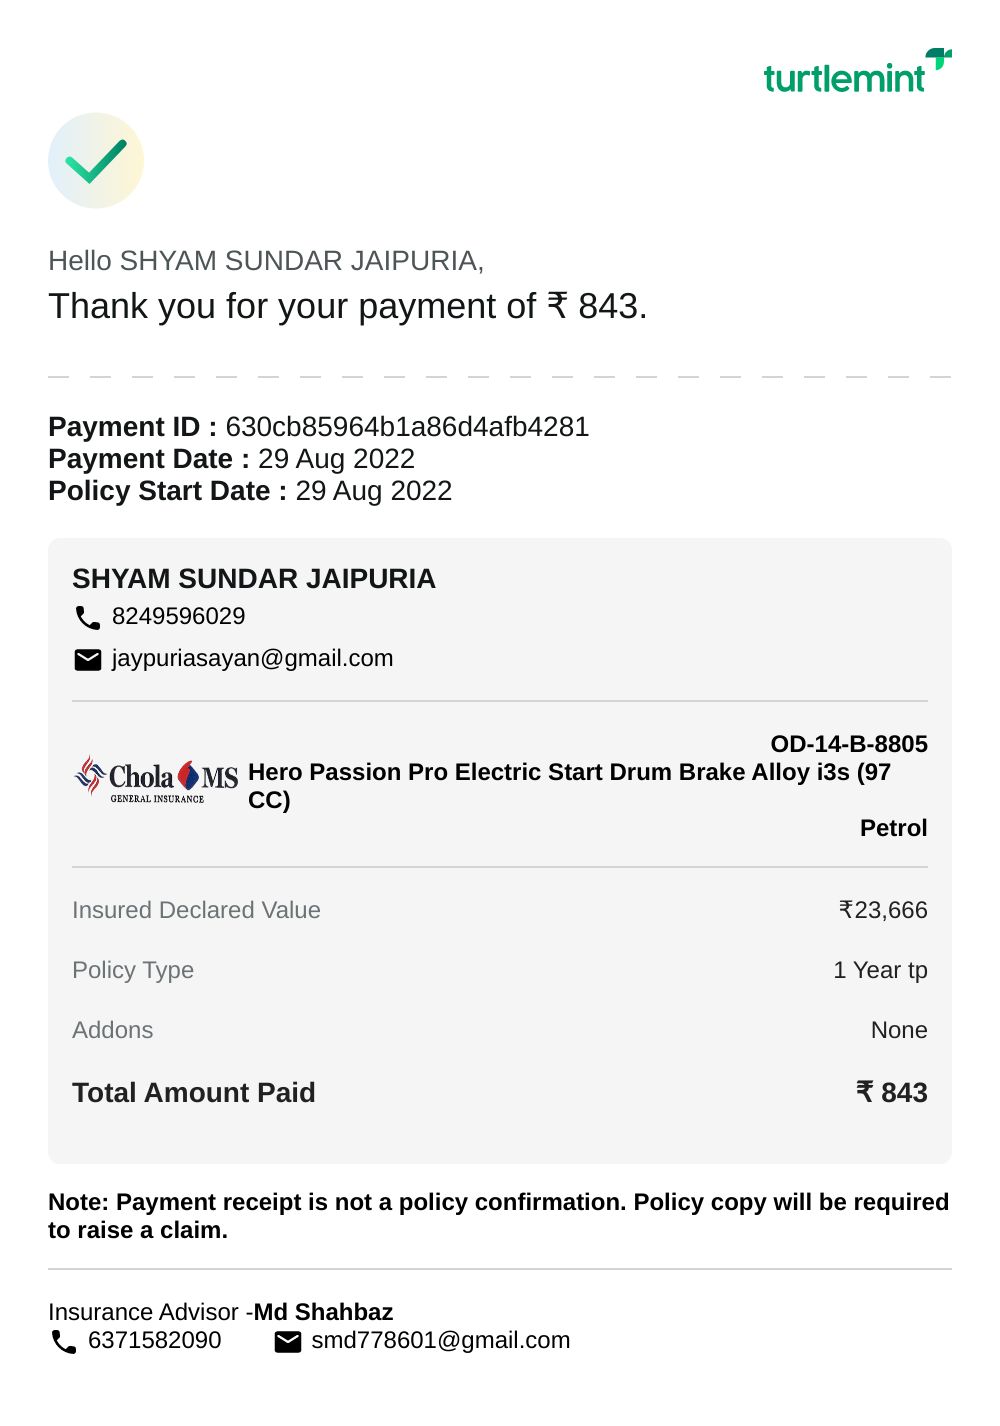 turtlemint
Hello SHYAM SUNDAR JAIPURIA,
Thank you for your payment of ₹ 843.
Payment ID : 630cb85964b1a86d4afb4281
Payment Date : 29 Aug 2022
Policy Start Date : 29 Aug 2022
SHYAM SUNDAR JAIPURIA
8249596029
jaypuriasayan@gmail.com
OD-14-B-8805
Chola MS
GENERAL INSURANCE
Hero Passion Pro Electric Start Drum Brake Alloy i3s (97
CC)
Petrol
Insured Declared Value ₹23,666
Policy Type 1 Year tp
Addons None
Total Amount Paid ₹ 843
Note: Payment receipt is not a policy confirmation. Policy copy will be required
to raise a claim.
Insurance Advisor -Md Shahbaz
6371582090 smd778601@gmail.com